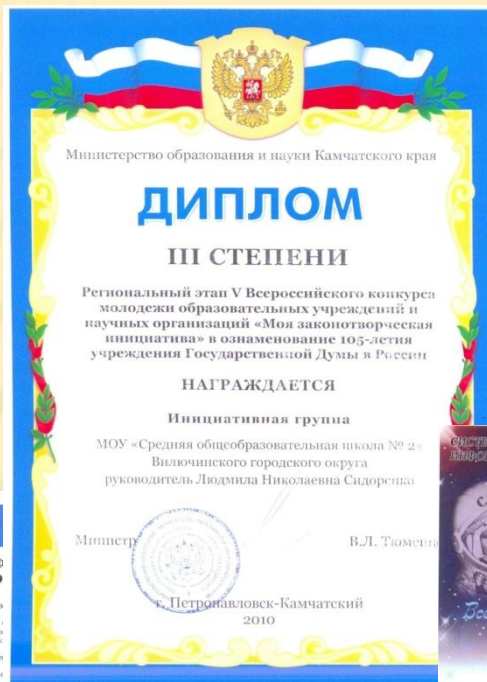 Министерство образования и науки Камчатского края
ДИПЛОМ
III СТЕПЕНИ
Региональный этап V Всероссийского конкурса
молодежи образовательных учреждений и
научных организаций «Моя законотворческая
инициатива» в ознаменование 105-летия
учреждения Государственной Думы в России
НАГРАЖДАЕТСЯ
Инициативная группа
МОУ «Средняя общеобразовательная школа № 2»
Вилючинского городского округа
руководитель Людмила Николаевна Сидоренко
Министр
В.Л.
г. Петропавловск-Камчатский
2010